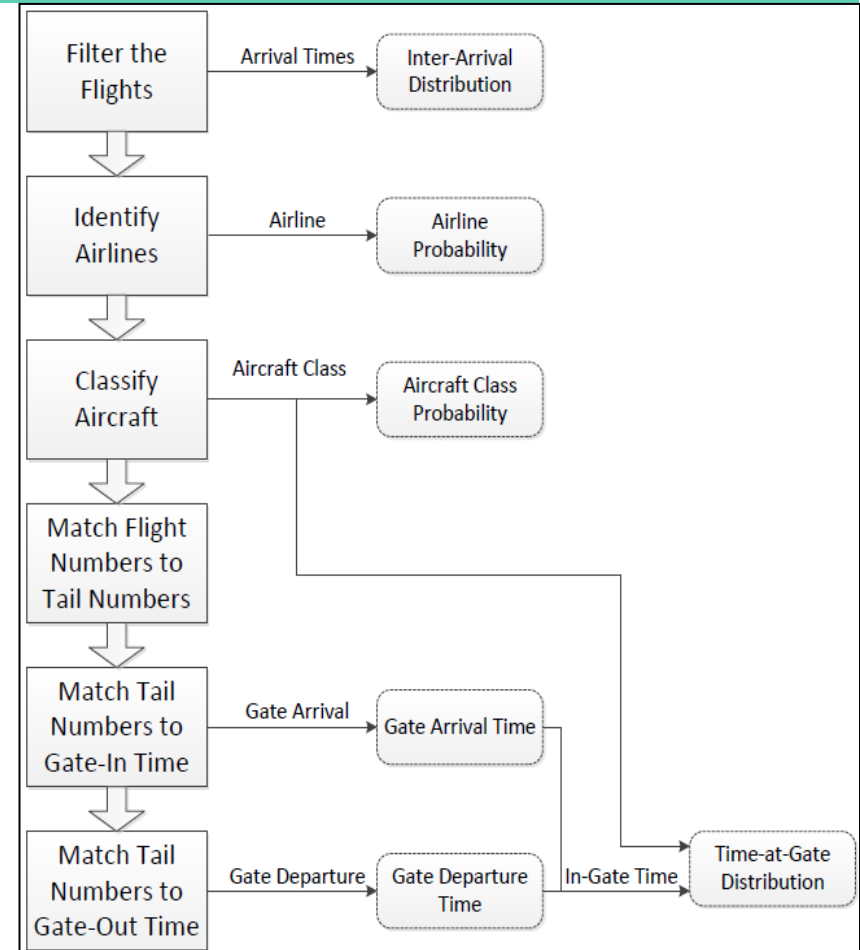 Filter the
Flights
Arrival Times
Inter-Arrival
Distribution
Identify
Airlines
Airline
Airline
Probability
Classify
Aircraft
Aircraft Class
Aircraft Class
Probability
Match Flight
Numbers to
Tail Numbers
Match Tail
Numbers to
Gate-In Time
Gate Arrival
Gate Arrival Time
Match Tail
Numbers to
Gate-Out Time
Gate Departure
Gate Departure
Time
In-Gate Time
Time-at-Gate
Distribution